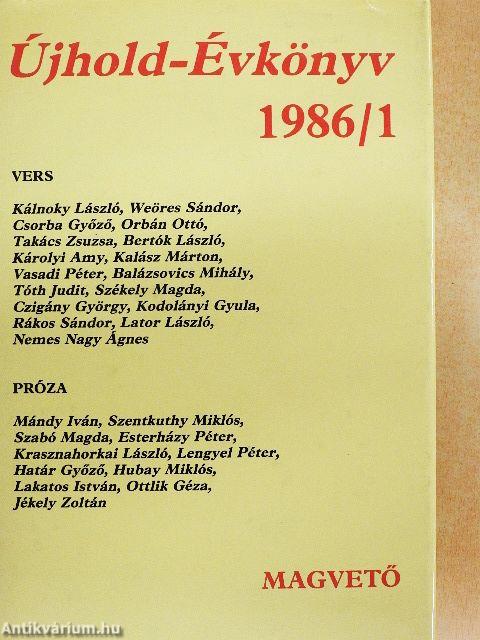 Újhold-Évkönyv
1986/1
VERS
Kálnoky László, Weöres Sándor,
Csorba Győző, Orbán Ottó,
Takács Zsuzsa, Bertók László,
Károlyi Amy, Kalász Márton,
Vasadi Péter, Balázsovics Mihály,
Tóth Judit, Székely Magda,
Czigány György, Kodolányi Gyula,
Rákos Sándor, Lator László,
Nemes Nagy Ágnes
PRÓZA
Mándy Iván, Szentkuthy Miklós,
Szabó Magda, Esterházy Péter,
Krasznahorkai László, Lengyel Péter,
Határ Győző, Hubay Miklós,
Lakatos István, Ottlik Géza,
Jékely Zoltán
MAGVETŐ
Antikvárium.hu